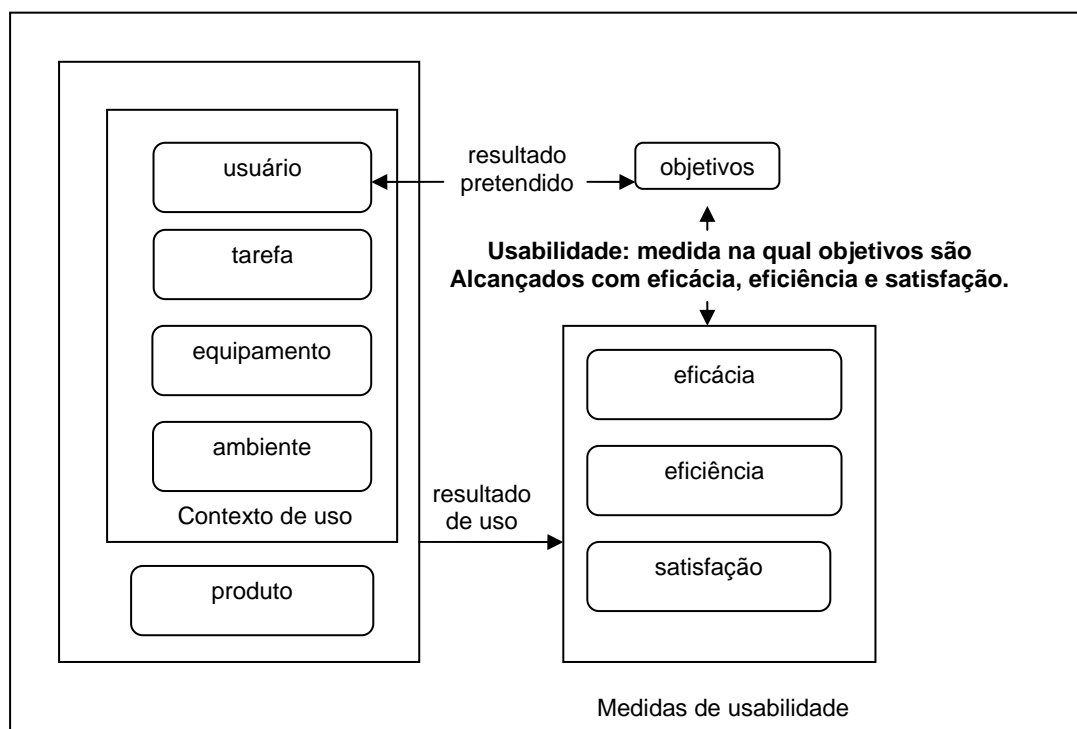 usuário
resultado
pretendido
objetivos
tarefa
Usabilidade: medida na qual objetivos são
Alcançados com eficácia, eficiência e satisfação.
equipamento
eficácia
ambiente
eficiência
Contexto de uso
resultado
de uso
satisfação
produto
Medidas de usabilidade